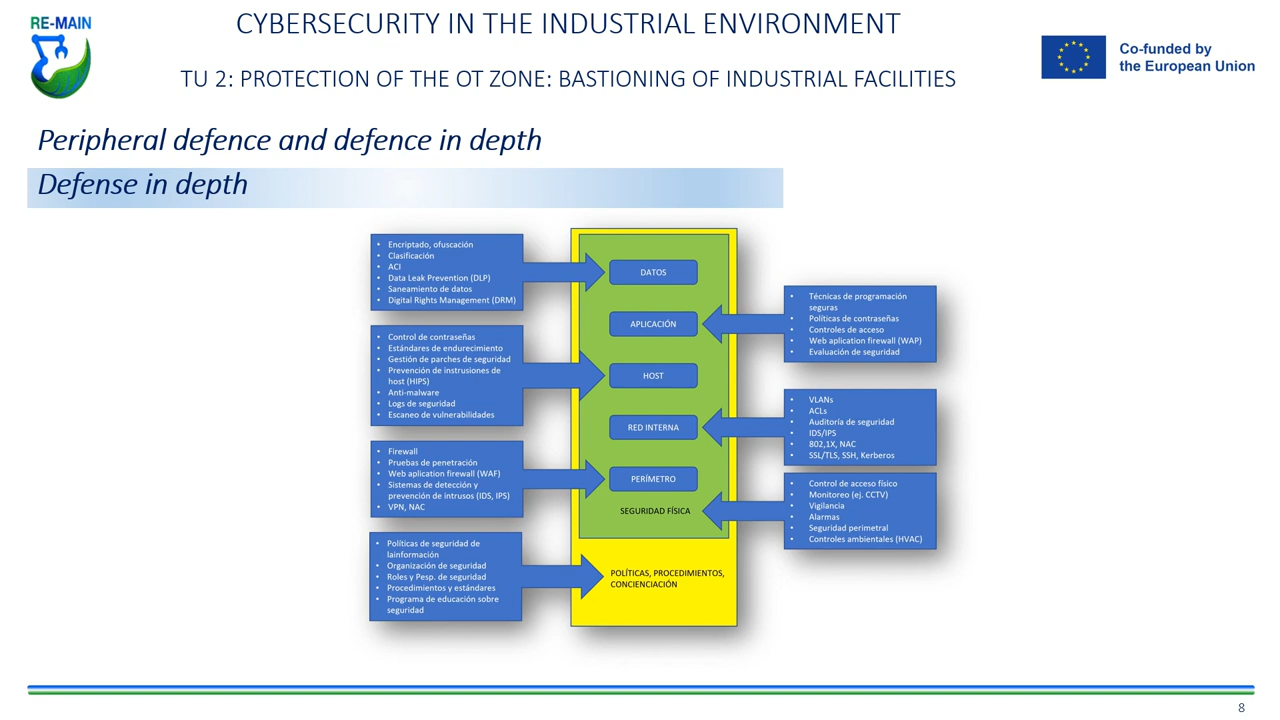 RE-MAIN
CYBERSECURITY IN THE INDUSTRIAL ENVIRONMENT
TU 2: PROTECTION OF THE OT ZONE: BASTIONING OF INDUSTRIAL FACILITIES
Co-funded by
the European Union
Peripheral defence and defence in depth
Defense in depth
• Encriptado, ofuscación
• Clasificación
• ACI
• Data Leak Prevention (DLP)
• Saneamiento de datos
• Digital Rights Management (DRM)
DATOS
• Técnicas de programación
seguras
• Políticas de contraseñas
• Controles de acceso
• Web aplication firewall (WAP)
• Evaluación de seguridad
APLICACIÓN
• Control de contraseñas
• Estándares de endurecimiento
• Gestión de parches de seguridad
• Prevención de instrusiones de
host (HIPS)
• Anti-malware
• Logs de seguridad
• Escaneo de vulnerabilidades
HOST
• VLANs
• ACLs
• Auditoría de seguridad
• IDS/IPS
• 802,1X, NAC
• SSL/TLS, SSH, Kerberos
RED INTERNA
• Firewall
• Pruebas de penetración
• Web aplication firewall (WAF)
• Sistemas de detección y
prevención de intrusos (IDS, IPS)
• VPN, NAC
PERÍMETRO
• Control de acceso físico
• Monitoreo (ej. CCTV)
• Vigilancia
• Alarmas
• Seguridad perimetral
• Controles ambientales (HVAC)
SEGURIDAD FÍSICA
• Políticas de seguridad de
lainformación
• Organización de seguridad
• Roles y Pesp. de seguridad
• Procedimientos y estándares
• Programa de educación sobre
seguridad
POLÍTICAS, PROCEDIMIENTOS,
CONCIENCIACIÓN
8